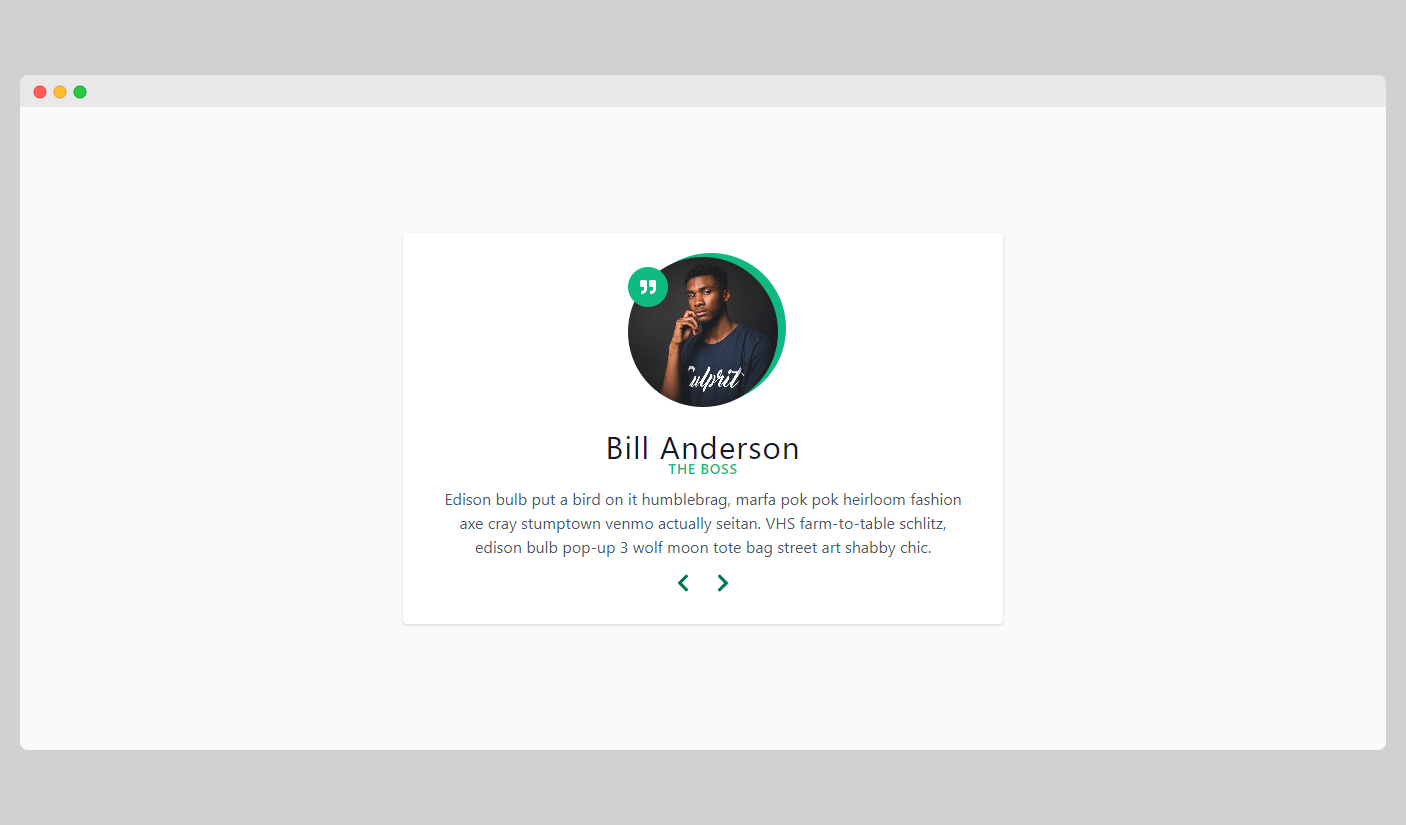 ulprit
Bill Anderson
THE BOSS
Edison bulb put a bird on it humblebrag, marfa pok pok heirloom fashion
axe cray stumptown venmo actually seitan. VHS farm-to-table schlitz,
edison bulb pop-up 3 wolf moon tote bag street art shabby chic.